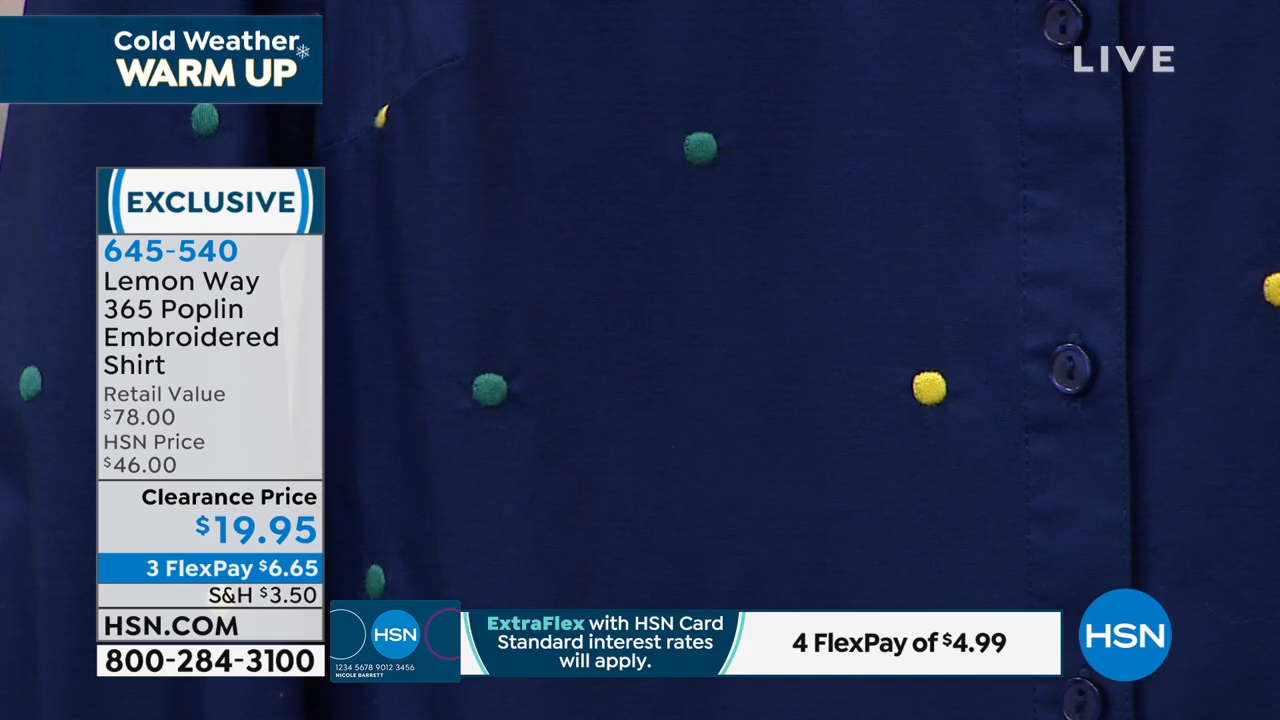 Cold Weather
WARM UP
LIVE
EXCLUSIVE
645-540
Lemon Way
365 Poplin
Embroidered
Shirt
Retail Value
$78.00
HSN Price
$46.00
Clearance Price
$19.95
3 FlexPay $6.65
S&H $3.50
HSN.COM
800-284-3100
HSN
1234 5678 9012 3456
NICOLE BARRETT
ExtraFlex with HSN Card
Standard interest rates
will apply.
4 FlexPay of $4.99
HSN